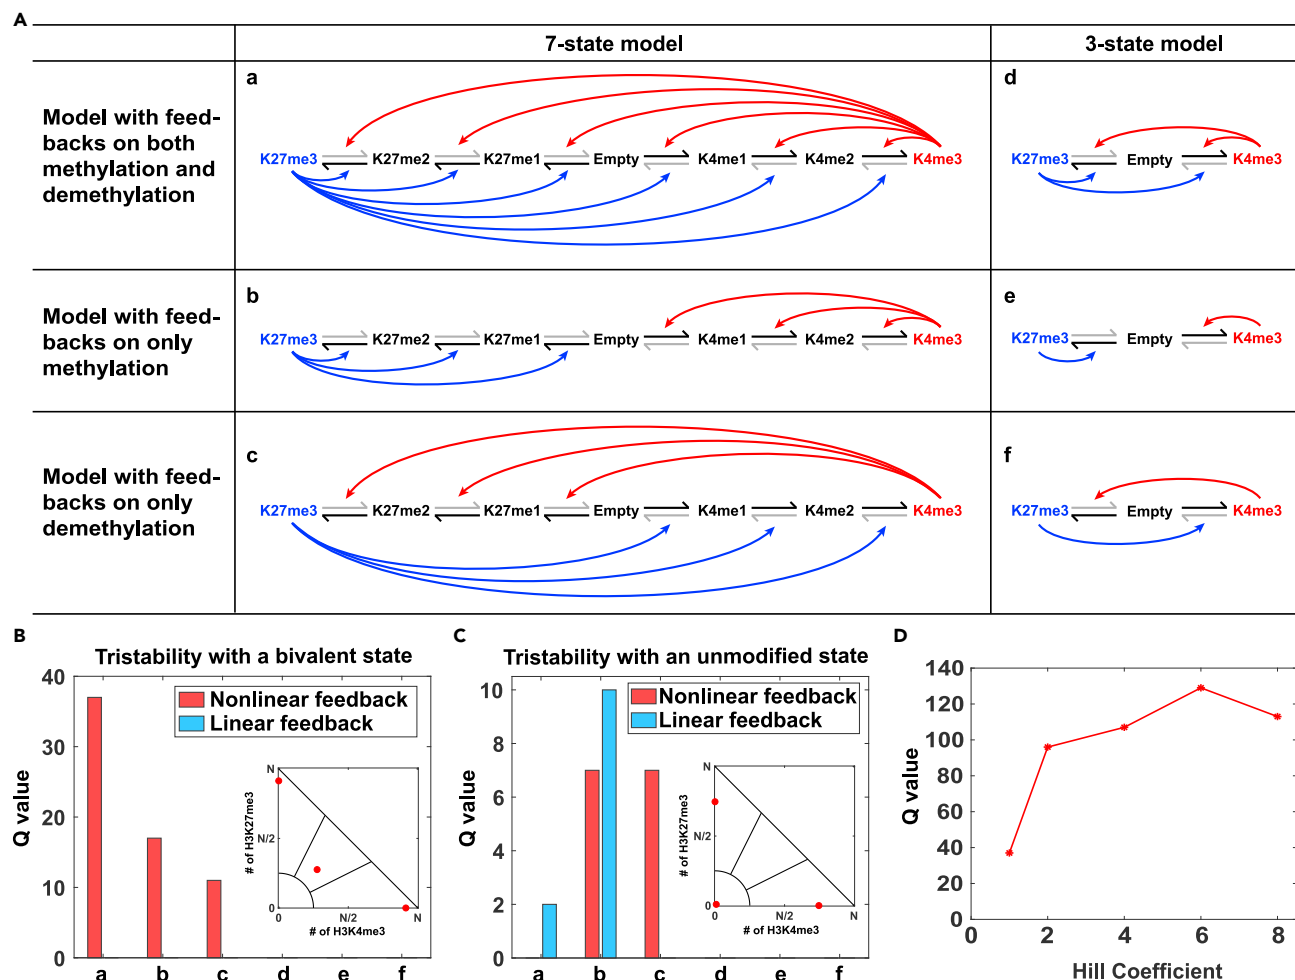 A
7-state model
3-state model
Model with feed-
backs on both
methylation and
demethylation
a
K27me3 K27me2 K27me1 Empty K4me1 K4me2 K4me3
d
K27me3 Empty K4me3
Model with feed-
backs on only
methylation
b
K27me3 K27me2 K27me1 Empty K4me1 K4me2 K4me3
e
K27me3 Empty K4me3
Model with feed-
backs on only
demethylation
c
K27me3 K27me2 K27me1 Empty K4me1 K4me2 K4me3
f
K27me3 Empty K4me3
B
Tristability with a bivalent state
Q value
40
30
20
10
0
a b c d e f
Nonlinear feedback
Linear feedback
# of H3K27me3
N
N/2
0
0 N/2 N
# of H3K4me3
C
Tristability with an unmodified state
Q value
10
8
6
4
2
0
a b c d e f
Nonlinear feedback
Linear feedback
# of H3K27me3
N
N/2
0
0 N/2 N
# of H3K4me3
D
Q value
140
120
100
80
60
40
20
0
2 4 6 8
Hill Coefficient